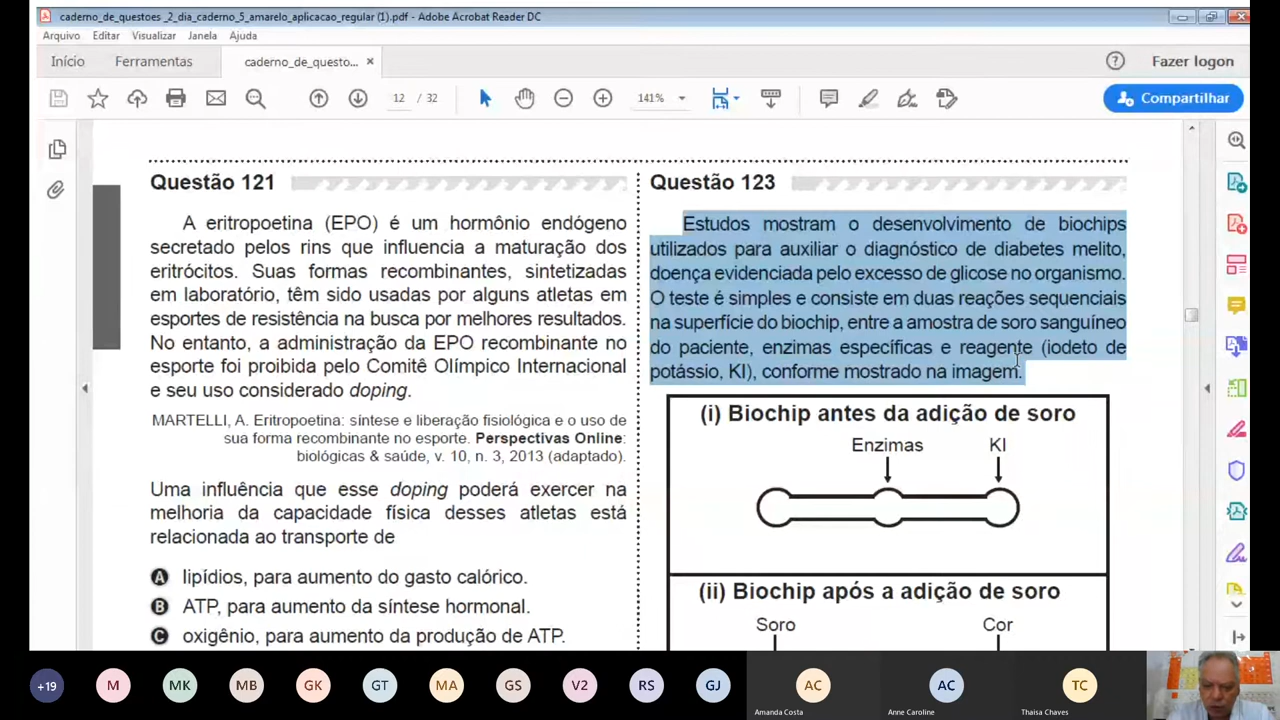 caderno_de_questoes _2_dia_caderno_5_amarelo_aplicacao_regular (1).pdf - Adobe Acrobat Reader DC
Arquivo Editar Visualizar Janela Ajuda
Início Ferramentas caderno_de_questo... × Fazer logon
12 / 32 141% Compartilhar
Questão 121
A eritropoetina (EPO) é um hormônio endógeno
secretado pelos rins que influencia a maturação dos
eritrócitos. Suas formas recombinantes, sintetizadas
em laboratório, têm sido usadas por alguns atletas em
esportes de resistência na busca por melhores resultados.
No entanto, a administração da EPO recombinante no
esporte foi proibida pelo Comitê Olímpico Internacional
e seu uso considerado doping.
MARTELLI, A. Eritropoetina: síntese e liberação fisiológica e o uso de
sua forma recombinante no esporte. Perspectivas Online:
biológicas & saúde, v. 10, n. 3, 2013 (adaptado).
Uma influência que esse doping poderá exercer na
melhoria da capacidade física desses atletas está
relacionada ao transporte de
A lipídios, para aumento do gasto calórico.
B ATP, para aumento da síntese hormonal.
C oxigênio, para aumento da produção de ATP.
Questão 123
Estudos mostram o desenvolvimento de biochips
utilizados para auxiliar o diagnóstico de diabetes melito,
doença evidenciada pelo excesso de glicose no organismo.
O teste é simples e consiste em duas reações sequenciais
na superfície do biochip, entre a amostra de soro sanguíneo
do paciente, enzimas específicas e reagente (iodeto de
potássio, KI), conforme mostrado na imagem.
(i) Biochip antes da adição de soro
Enzimas KI
(ii) Biochip após a adição de soro
Soro Cor
+19 M MK MB GK GT MA GS V2 RS GJ AC AC TC
Amanda Costa Anne Caroline Thaisa Chaves